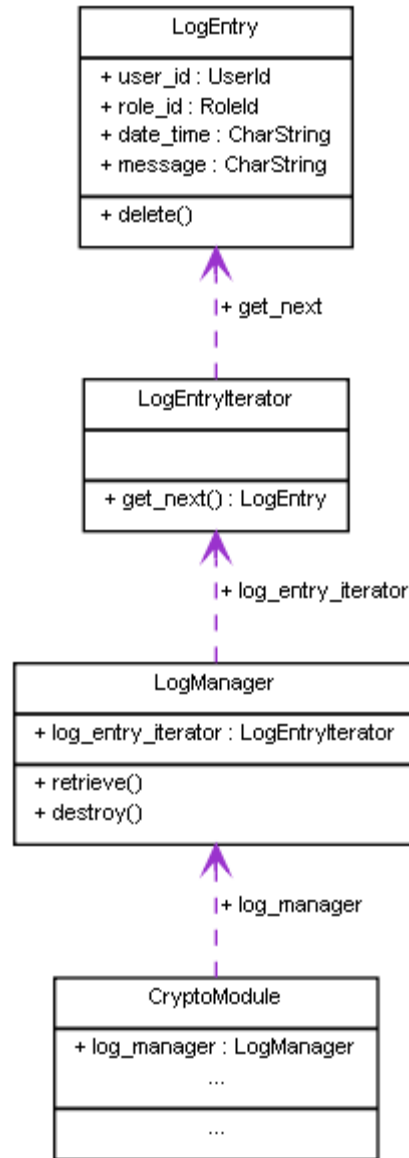 LogEntry
+ user_id : UserId
+ role_id : RoleId
+ date_time : CharString
+ message : CharString
+ delete()
+ get_next
LogEntryIterator
+ get_next() : LogEntry
+ log_entry_iterator
LogManager
+ log_entry_iterator : LogEntryIterator
+ retrieve()
+ destroy()
+ log_manager
CryptoModule
+ log_manager : LogManager
...
...